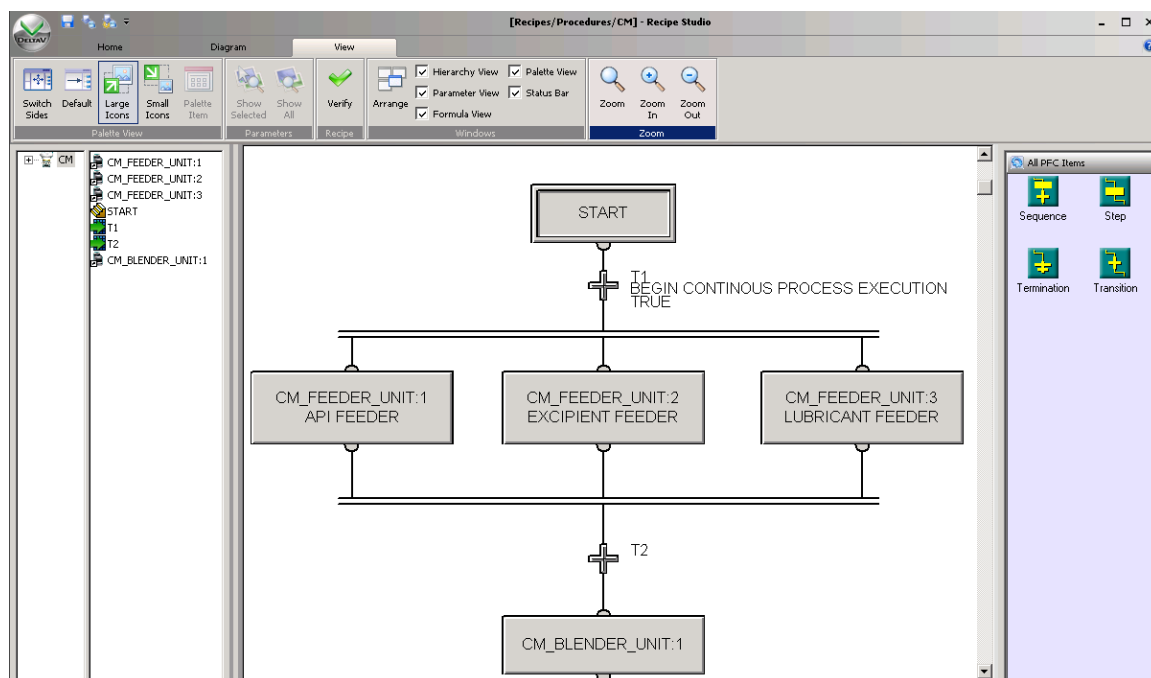 [Recipes/Procedures/CM] - Recipe Studio
DELTAV
Home
Diagram
View
Switch Sides
Default
Large Icons
Small Icons
Palette Item
Palette View
Show Selected
Show All
Parameters
Verify
Recipe
Arrange
Hierarchy View
Palette View
Parameter View
Status Bar
Formula View
Windows
Zoom
Zoom In
Zoom Out
Zoom
CM
CM_FEEDER_UNIT:1
CM_FEEDER_UNIT:2
CM_FEEDER_UNIT:3
START
T1
T2
CM_BLENDER_UNIT:1
START
T1
BEGIN CONTINOUS PROCESS EXECUTION
TRUE
CM_FEEDER_UNIT:1
API FEEDER
CM_FEEDER_UNIT:2
EXCIPIENT FEEDER
CM_FEEDER_UNIT:3
LUBRICANT FEEDER
T2
CM_BLENDER_UNIT:1
All PFC Items
Sequence
Step
Termination
Transition